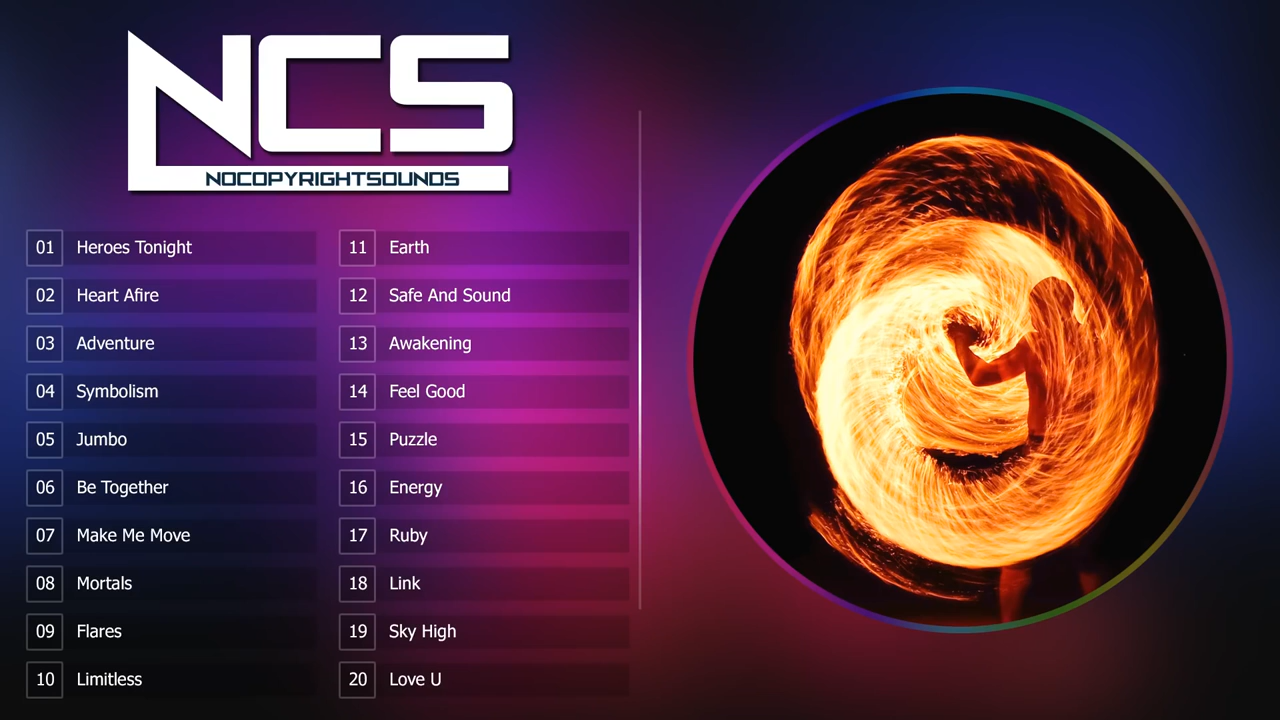 NCS
NOCOPYRIGHTSOUNDS
01 Heroes Tonight
02 Heart Afire
03 Adventure
04 Symbolism
05 Jumbo
06 Be Together
07 Make Me Move
08 Mortals
09 Flares
10 Limitless
11 Earth
12 Safe And Sound
13 Awakening
14 Feel Good
15 Puzzle
16 Energy
17 Ruby
18 Link
19 Sky High
20 Love U